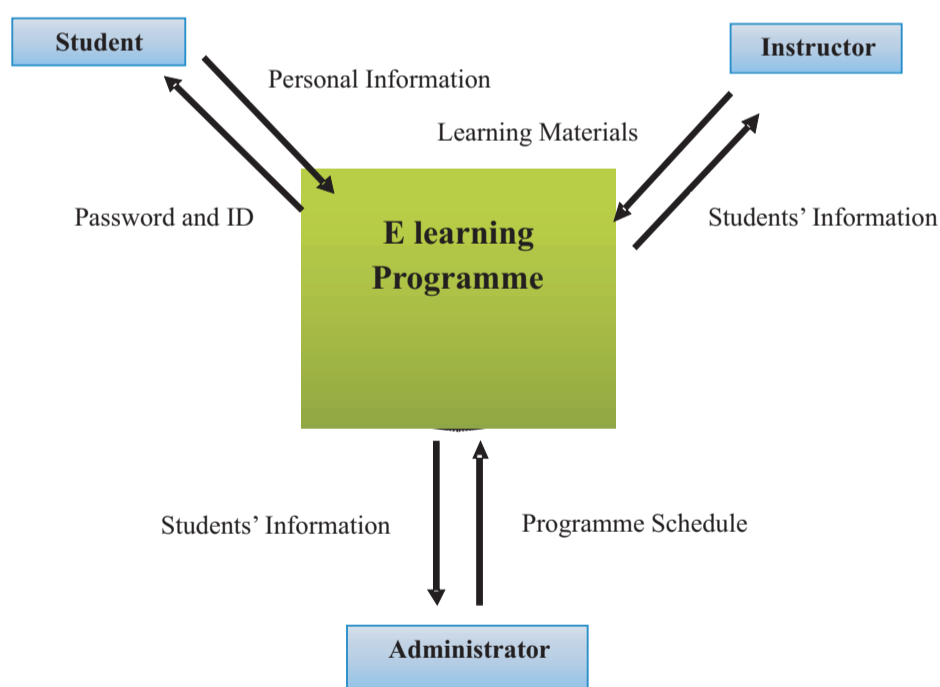 Student
Instructor
Personal Information
Learning Materials
Password and ID
Students’ Information
E learning
Programme
Students’ Information
Programme Schedule
Administrator